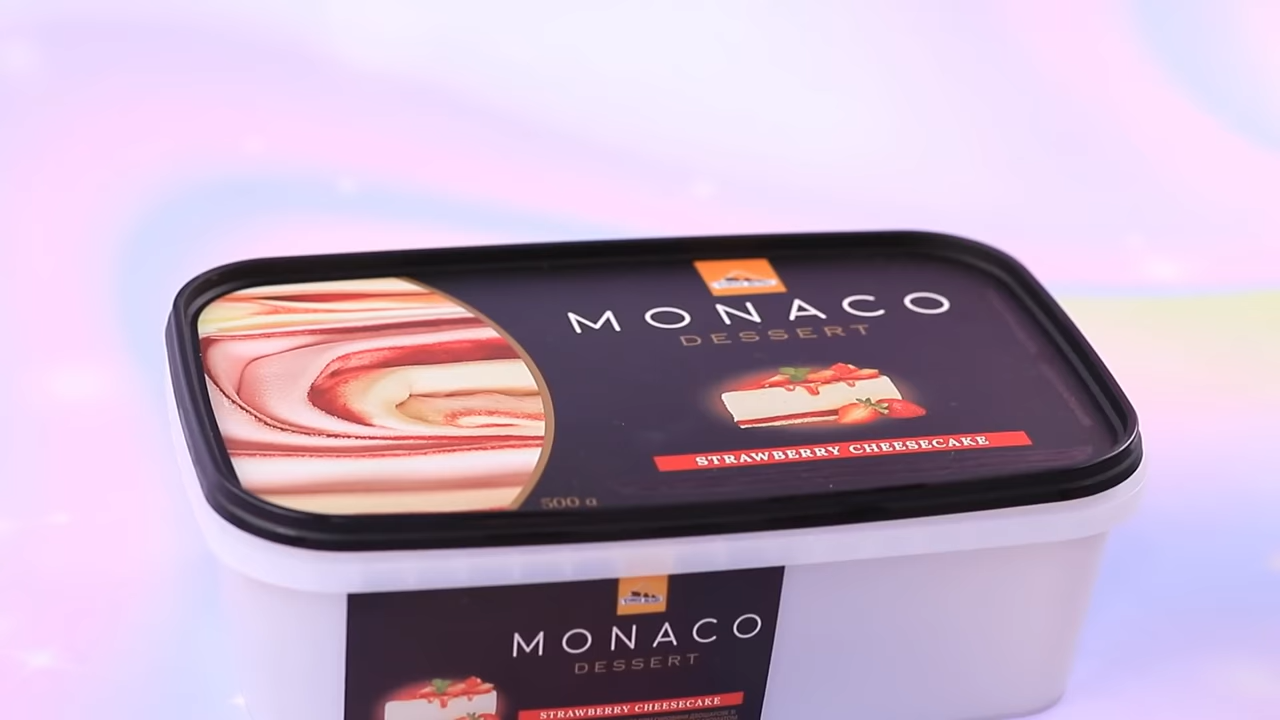 MONACO
DESSERT
STRAWBERRY CHEESECAKE
500 g
MONACO
DESSERT
STRAWBERRY CHEESECAKE